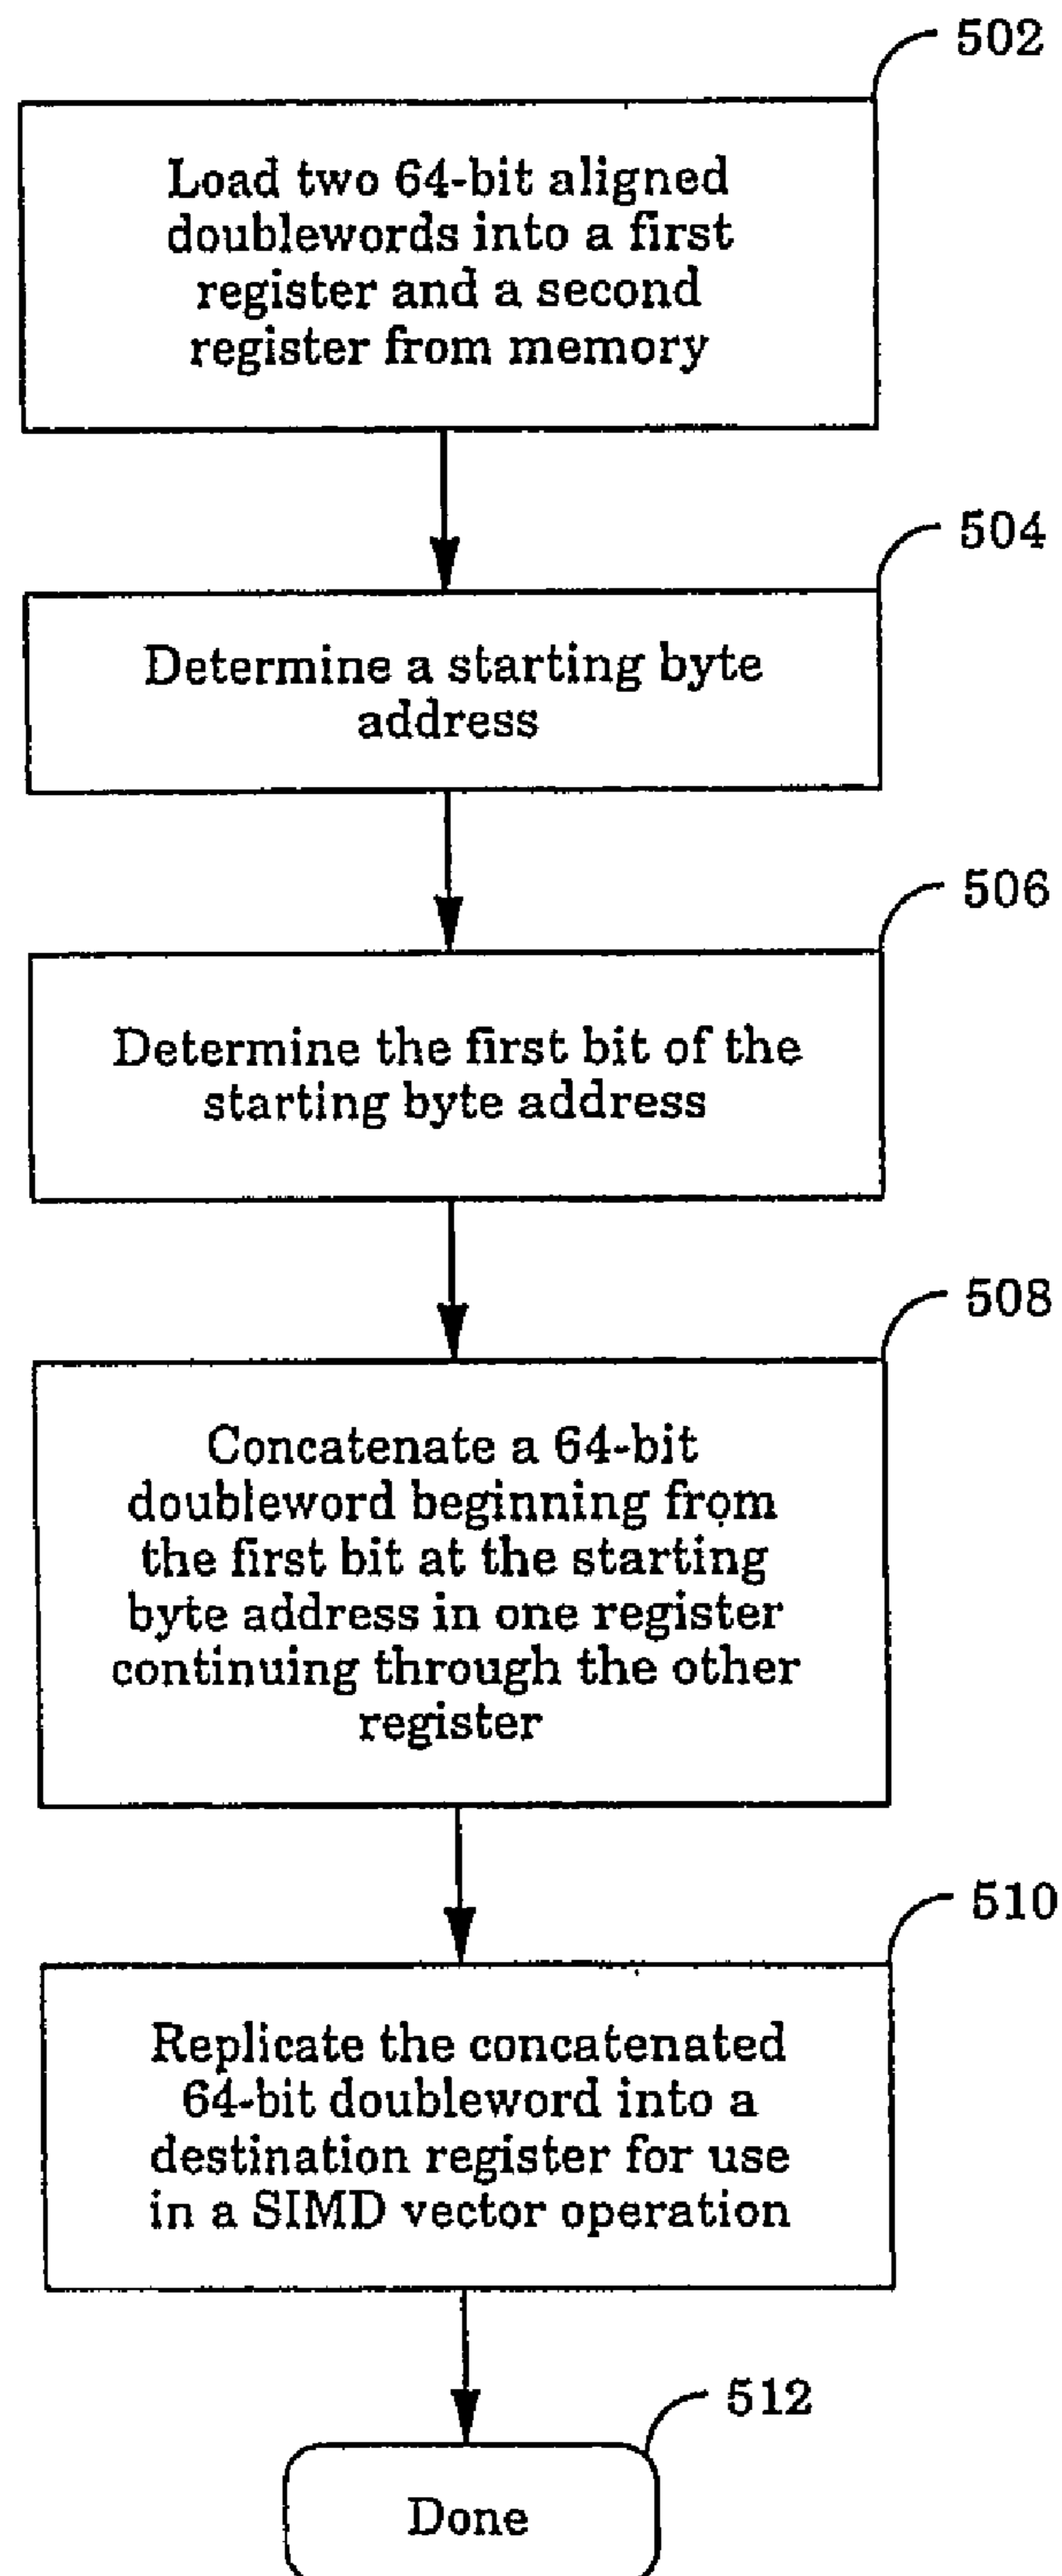 502
Load two 64-bit aligned
doublewords into a first
register and a second
register from memory
504
Determine a starting byte
address
506
Determine the first bit of the
starting byte address
508
Concatenate a 64-bit
doubleword beginning from
the first bit at the starting
byte address in one register
continuing through the other
register
510
Replicate the concatenated
64-bit doubleword into a
destination register for use
in a SIMD vector operation
512
Done